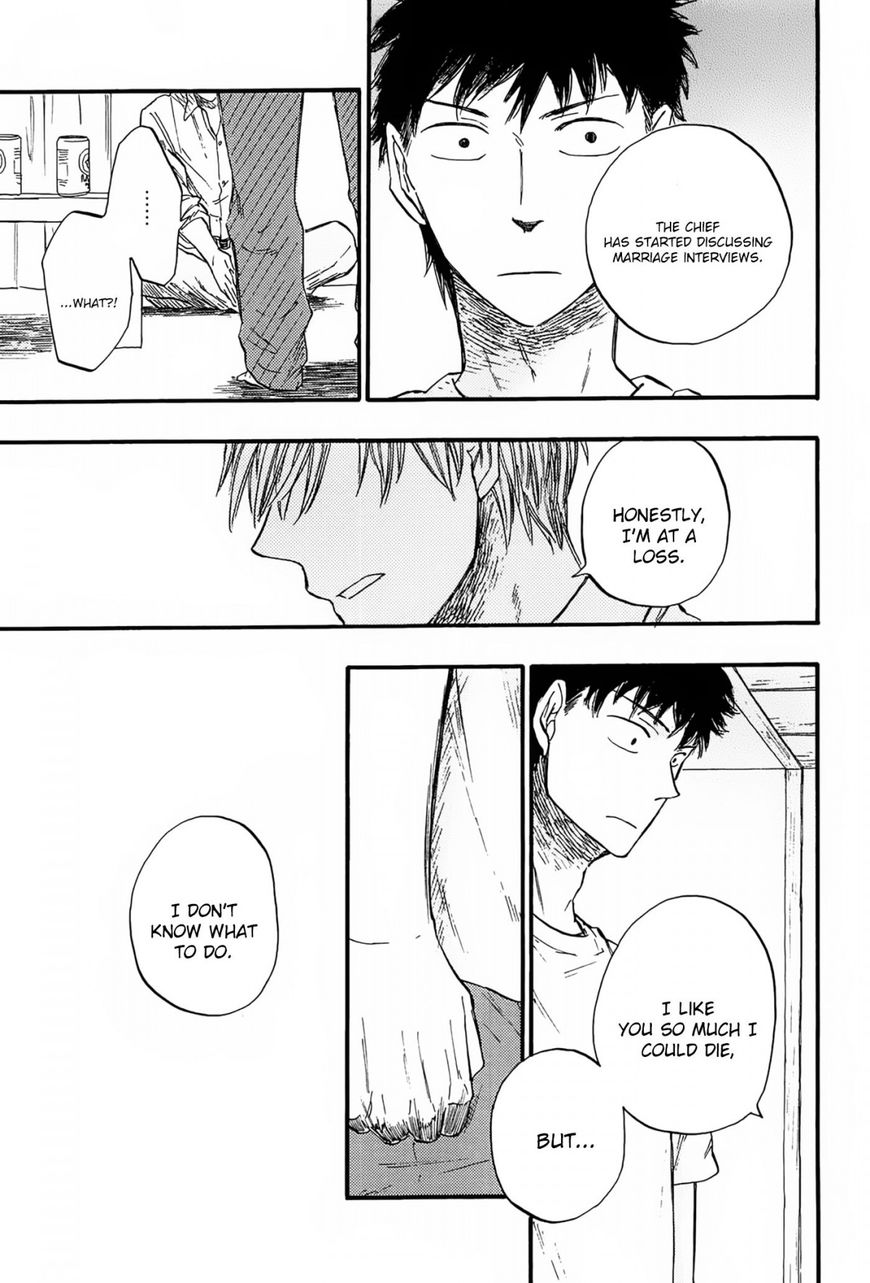 THE CHIEF
HAS STARTED DISCUSSING
MARRIAGE INTERVIEWS.
......
...WHAT?!
HONESTLY,
I'M AT A
LOSS.
I LIKE
YOU SO MUCH I
COULD DIE,
BUT...
I DON'T
KNOW WHAT
TO DO.